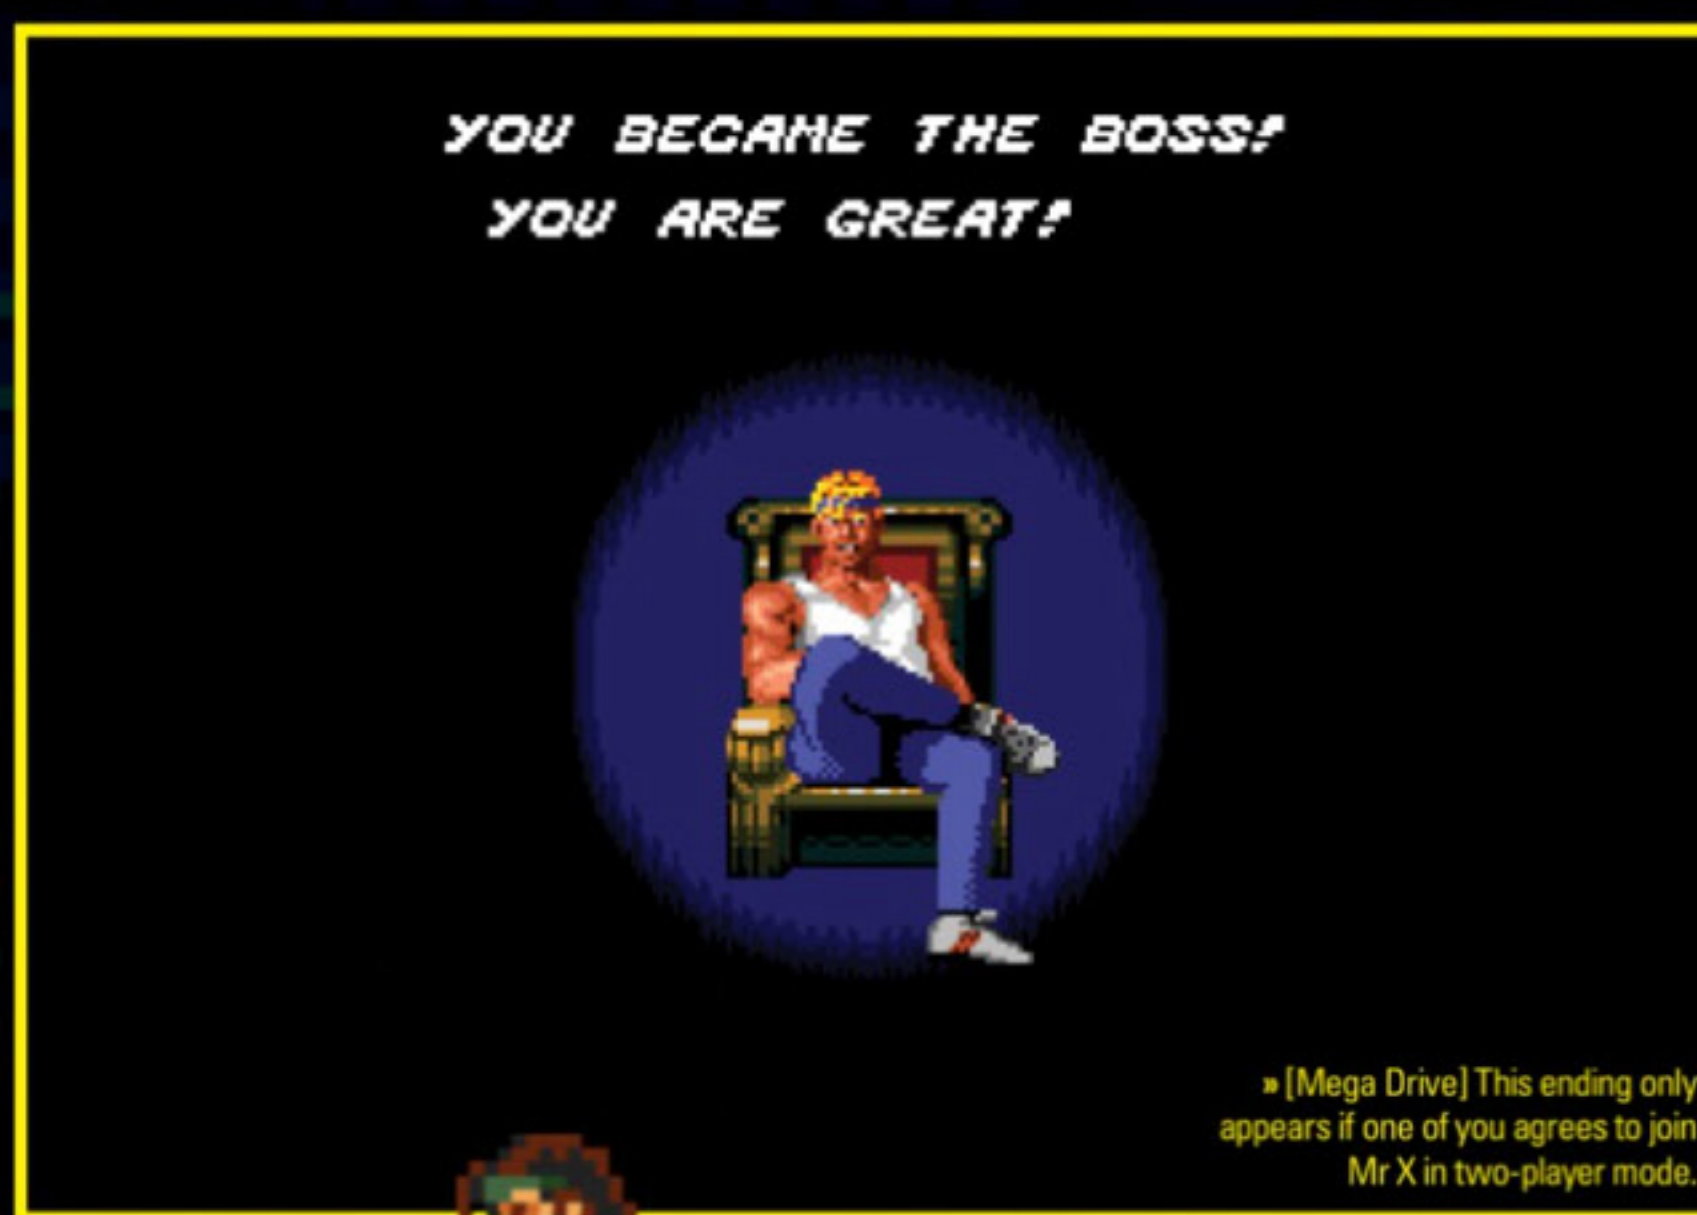 YOU BECAME THE BOSS!
YOU ARE GREAT!
» [Mega Drive] This ending only
appears if one of you agrees to join
Mr X in two-player mode.